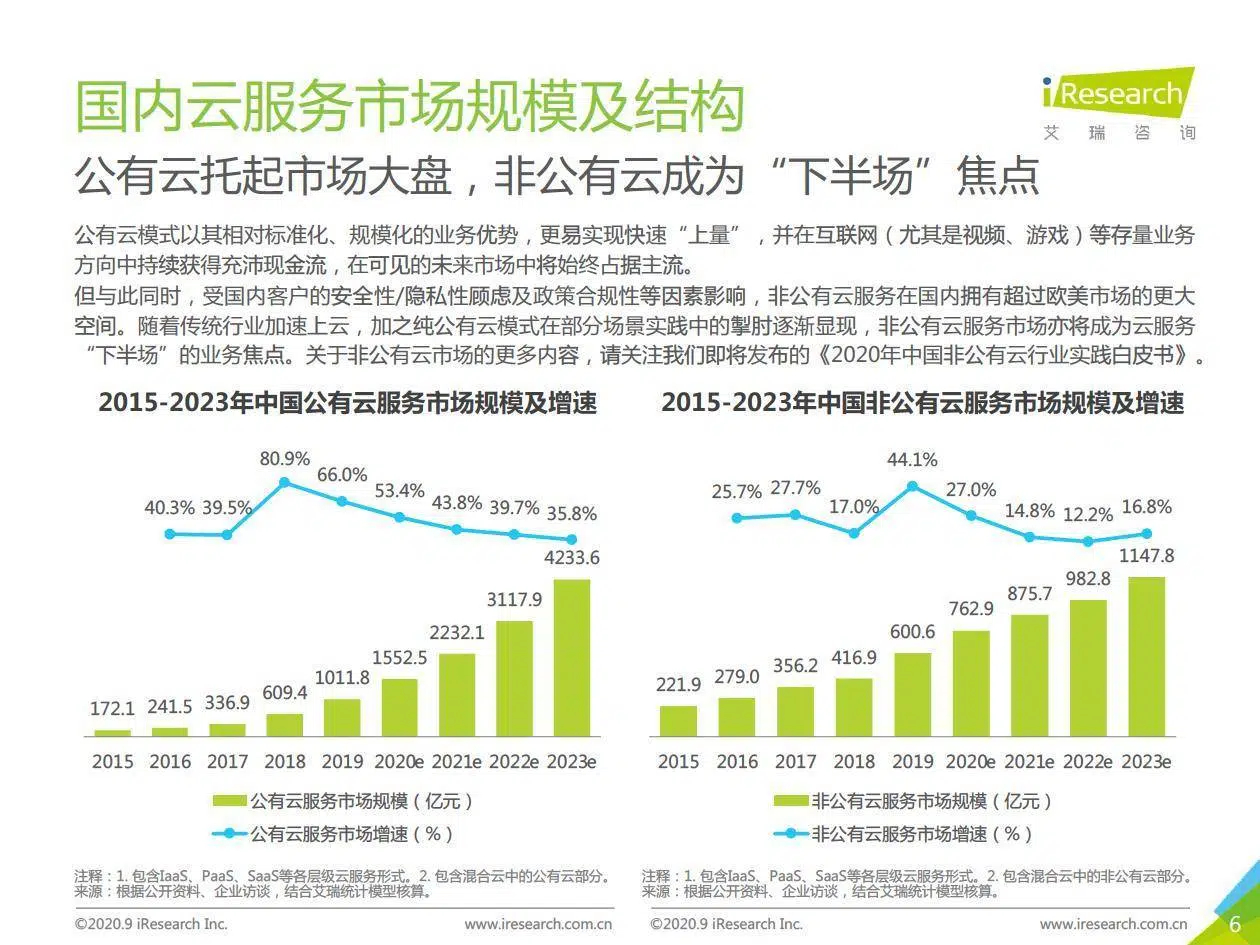 国内云服务市场规模及结构
iResearch
艾瑞咨询
公有云托起市场大盘，非公有云成为“下半场”焦点
公有云模式以其相对标准化、规模化的业务优势，更易实现快速“上量”，并在互联网（尤其是视频、游戏）等存量业务
方向中持续获得充沛现金流，在可见的未来市场中将始终占据主流。
但与此同时，受国内客户的安全性/隐私性顾虑及政策合规性等因素影响，非公有云服务在国内拥有超过欧美市场的更大
空间。随着传统行业加速上云，加之纯公有云模式在部分场景实践中的掣肘逐渐显现，非公有云服务市场亦将成为云服务
“下半场”的业务焦点。关于非公有云市场的更多内容，请关注我们即将发布的《2020年中国非公有云行业实践白皮书》。
2015-2023年中国公有云服务市场规模及增速
40.3% 39.5% 80.9% 66.0% 53.4% 43.8% 39.7% 35.8%
172.1 241.5 336.9 609.4 1011.8 1552.5 2232.1 3117.9 4233.6
2015 2016 2017 2018 2019 2020e 2021e 2022e 2023e
公有云服务市场规模（亿元）
公有云服务市场增速（%）
注释：1. 包含IaaS、PaaS、SaaS等各层级云服务形式。2. 包含混合云中的公有云部分。
来源：根据公开资料、企业访谈，结合艾瑞统计模型核算。
©2020.9 iResearch Inc. www.iresearch.com.cn
2015-2023年中国非公有云服务市场规模及增速
25.7% 27.7% 17.0% 44.1% 27.0% 14.8% 12.2% 16.8%
221.9 279.0 356.2 416.9 600.6 762.9 875.7 982.8 1147.8
2015 2016 2017 2018 2019 2020e 2021e 2022e 2023e
非公有云服务市场规模（亿元）
非公有云服务市场增速（%）
注释：1. 包含IaaS、PaaS、SaaS等各层级云服务形式。2. 包含混合云中的非公有云部分。
来源：根据公开资料、企业访谈，结合艾瑞统计模型核算。
©2020.9 iResearch Inc. www.iresearch.com.cn
6